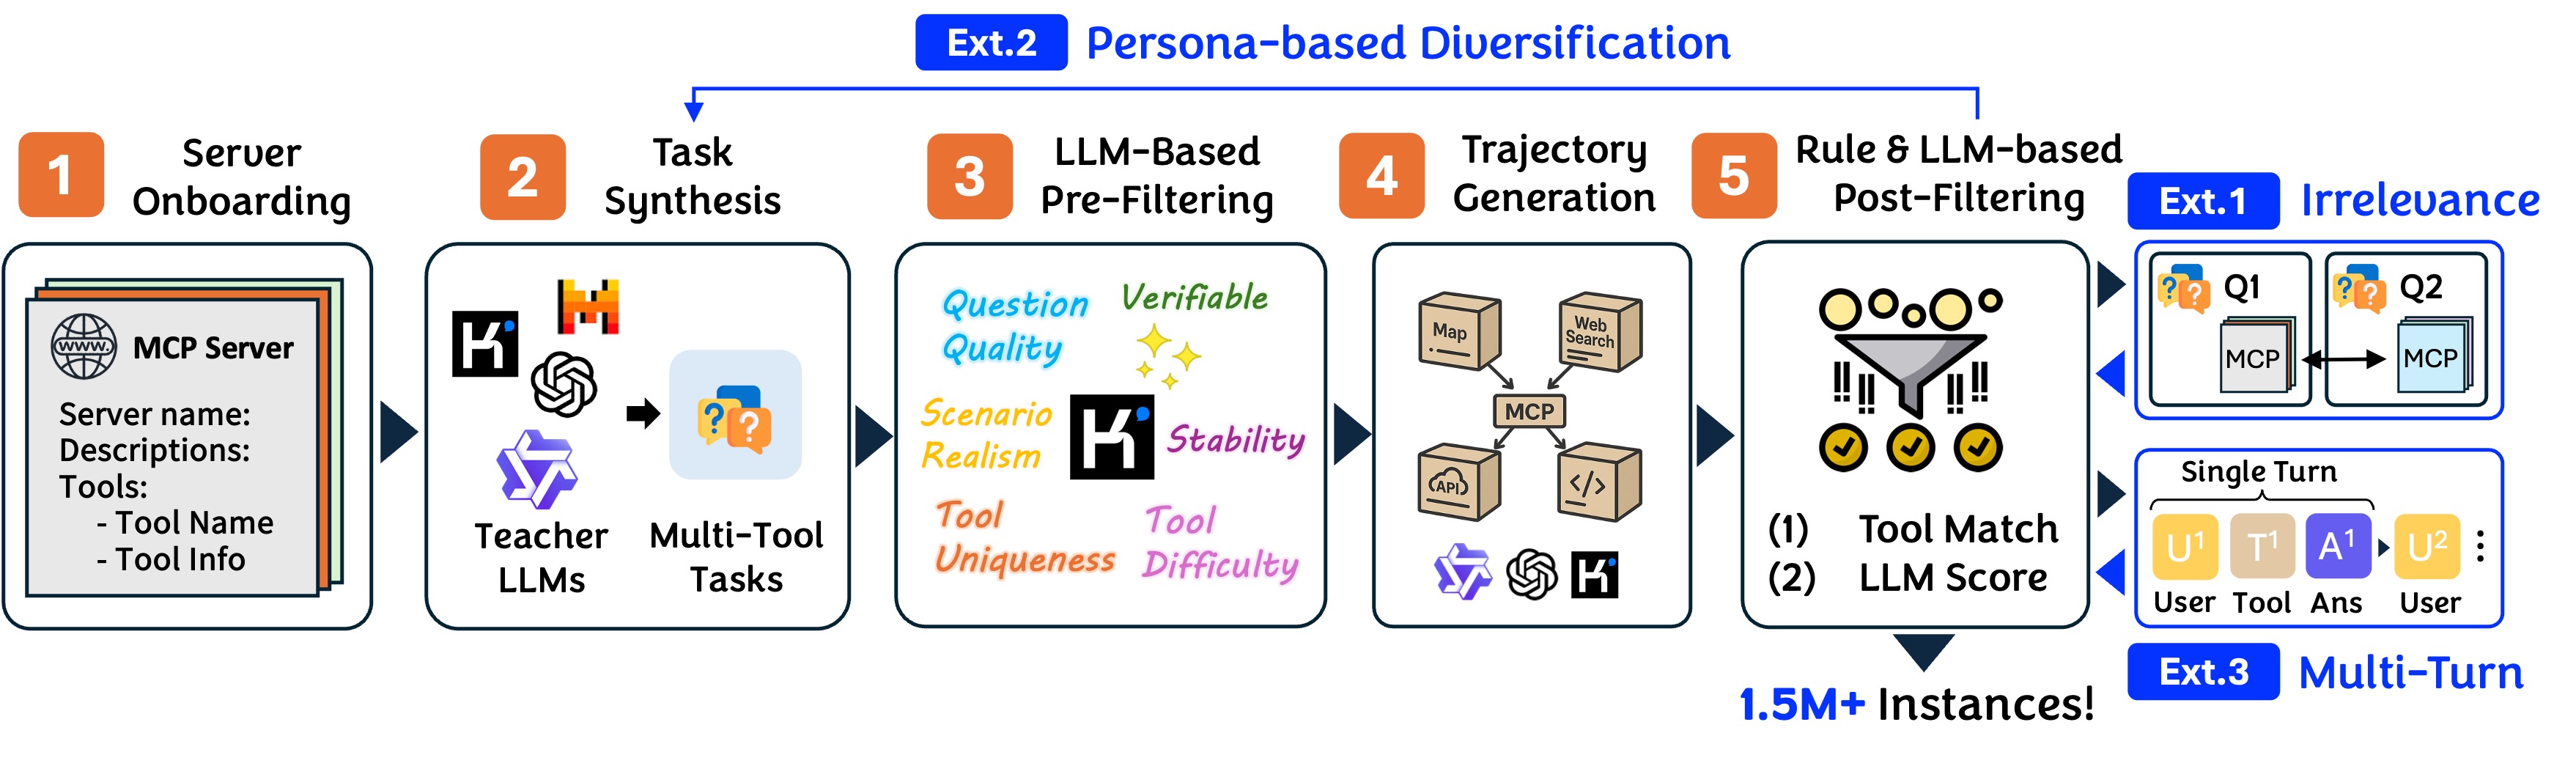 Ext.2 Persona-based Diversification
1 Server
Onboarding
2 Task
Synthesis
3 LLM-Based
Pre-Filtering
4 Trajectory
Generation
5 Rule & LLM-based
Post-Filtering
Ext.1 Irrelevance
www. MCP Server
Server name:
Descriptions:
Tools:
- Tool Name
- Tool Info
Teacher
LLMs
Multi-Tool
Tasks
Question
Quality
Verifiable
Scenario
Realism
K
Stability
Tool
Uniqueness
Tool
Difficulty
Map
Web
Search
MCP
API
</>
(1) Tool Match
(2) LLM Score
1.5M+ Instances!
Q1
MCP
Q2
MCP
Single Turn
U¹ T¹ A¹ U² ⋮
User Tool Ans User
Ext.3 Multi-Turn